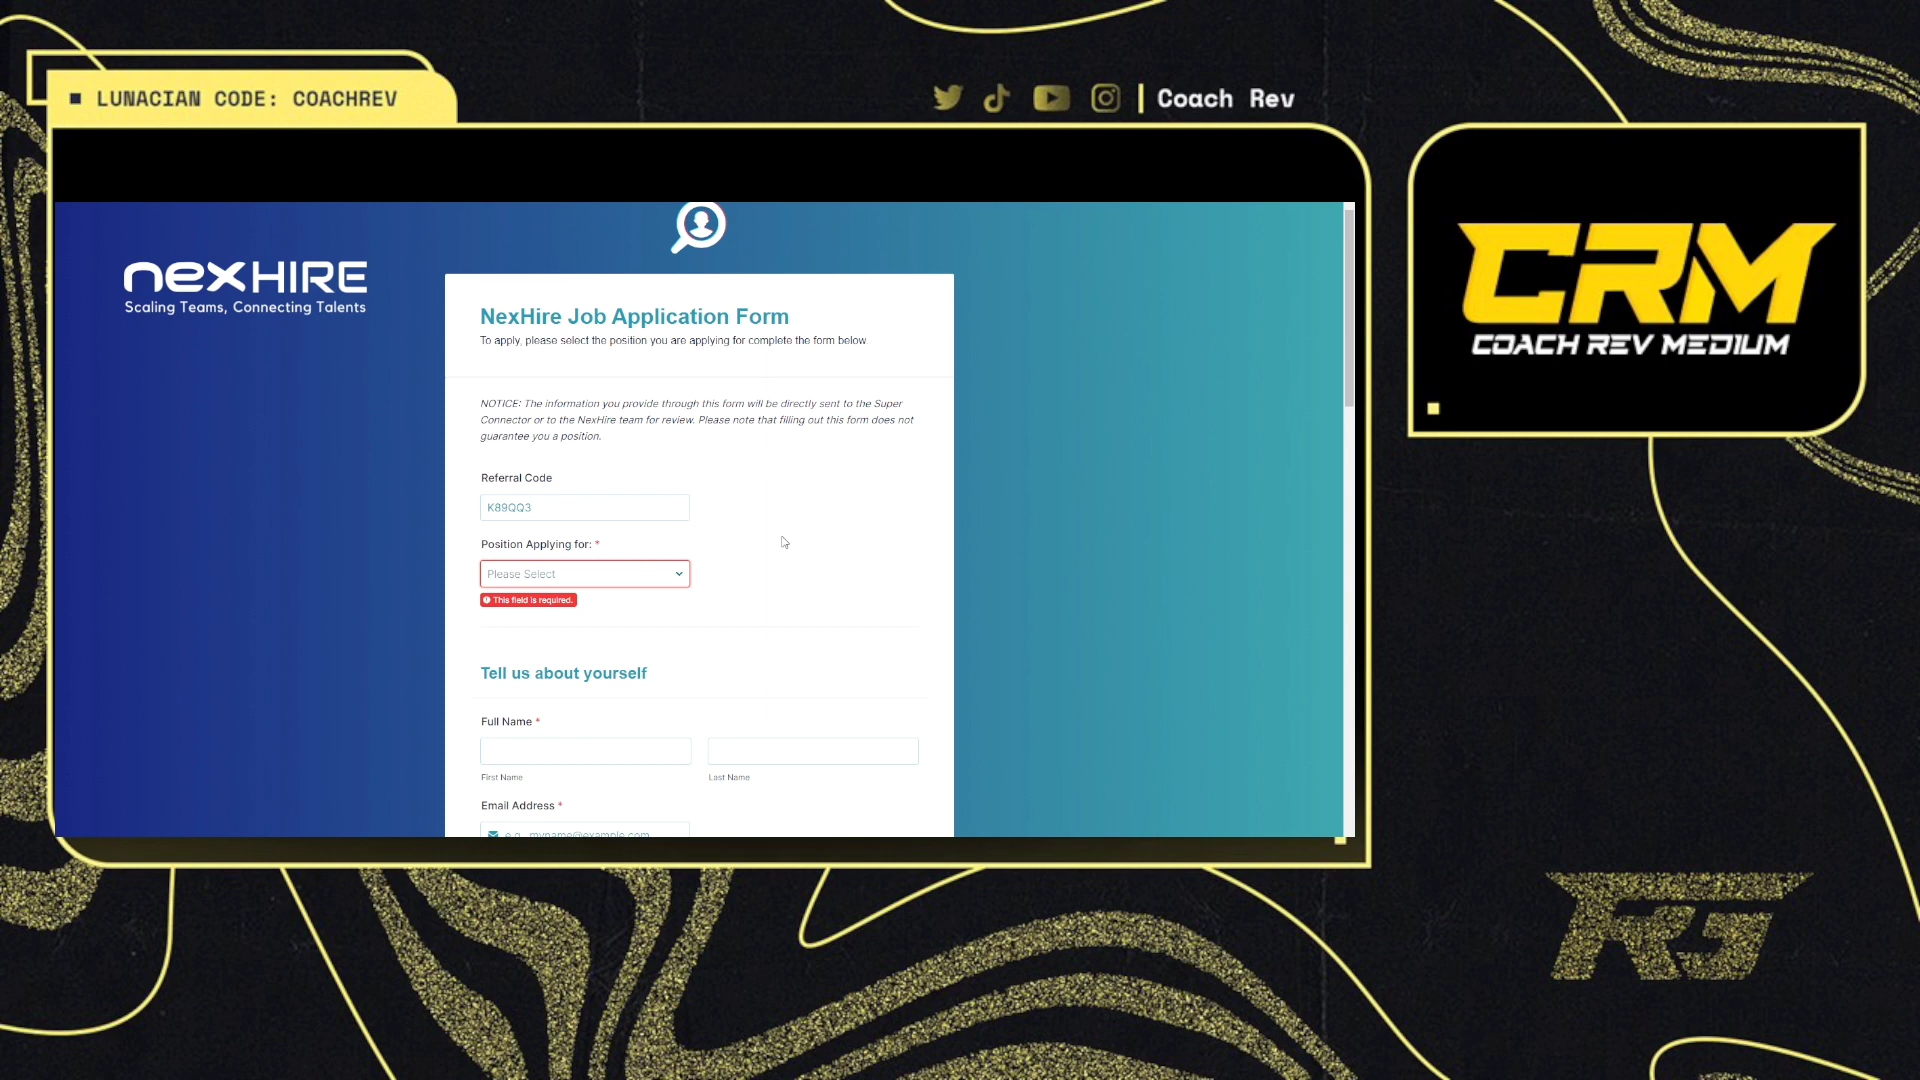 LUNACIAN CODE: COACHREV
Coach Rev
nexHIRE
Scaling Teams, Connecting Talents
NexHire Job Application Form
To apply, please select the position you are applying for complete the form below.
NOTICE: The information you provide through this form will be directly sent to the Super
Connector or to the NexHire team for review. Please note that filling out this form does not
guarantee you a position.
Referral Code
K89QQ3
Position Applying for: *
Please Select
This field is required.
Tell us about yourself
Full Name *
First Name
Last Name
Email Address *
e.g., myname@example.com
CRM
COACH REV MEDIUM